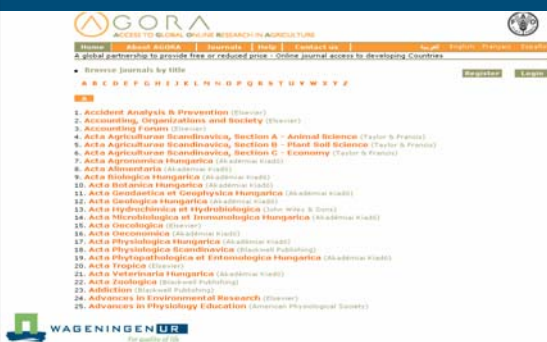 AGORA
ACCESS TO GLOBAL ONLINE RESEARCH IN AGRICULTURE
Home About AGORA Journals Help Contact us العربية English Français Español
A global partnership to provide free or reduced price - Online journal access to developing Countries
Browse Journals by title
Register Login
A B C D E F G H I J K L M N O P Q R S T U V W X Y Z
A
1. Accident Analysis & Prevention (Elsevier)
2. Accounting, Organizations and Society (Elsevier)
3. Accounting Forum (Elsevier)
4. Acta Agriculturae Scandinavica, Section A - Animal Science (Taylor & Francis)
5. Acta Agriculturae Scandinavica, Section B - Plant Soil Science (Taylor & Francis)
6. Acta Agriculturae Scandinavica, Section C - Economy (Taylor & Francis)
7. Acta Agronomica Hungarica (Akadémiai Kiadó)
8. Acta Alimentaria (Akadémiai Kiadó)
9. Acta Biologica Hungarica (Akadémiai Kiadó)
10. Acta Botanica Hungarica (Akadémiai Kiadó)
11. Acta Geodaetica et Geophysica Hungarica (Akadémiai Kiadó)
12. Acta Geologica Hungarica (Akadémiai Kiadó)
13. Acta Hydrochimica et Hydrobiologica (John Wiley & Sons)
14. Acta Microbiologica et Immunologica Hungarica (Akadémiai Kiadó)
15. Acta Oecologica (Elsevier)
16. Acta Oeconomica (Akadémiai Kiadó)
17. Acta Physiologica Hungarica (Akadémiai Kiadó)
18. Acta Physiologica Scandinavica (Blackwell Publishing)
19. Acta Phytopathologica et Entomologica Hungarica (Akadémiai Kiadó)
20. Acta Tropica (Elsevier)
21. Acta Veterinaria Hungarica (Akadémiai Kiadó)
22. Acta Zoologica (Blackwell Publishing)
23. Addiction (Blackwell Publishing)
24. Advances in Environmental Research (Elsevier)
25. Advances in Physiology Education (American Physiological Society)
WAGENINGEN UR
For quality of life